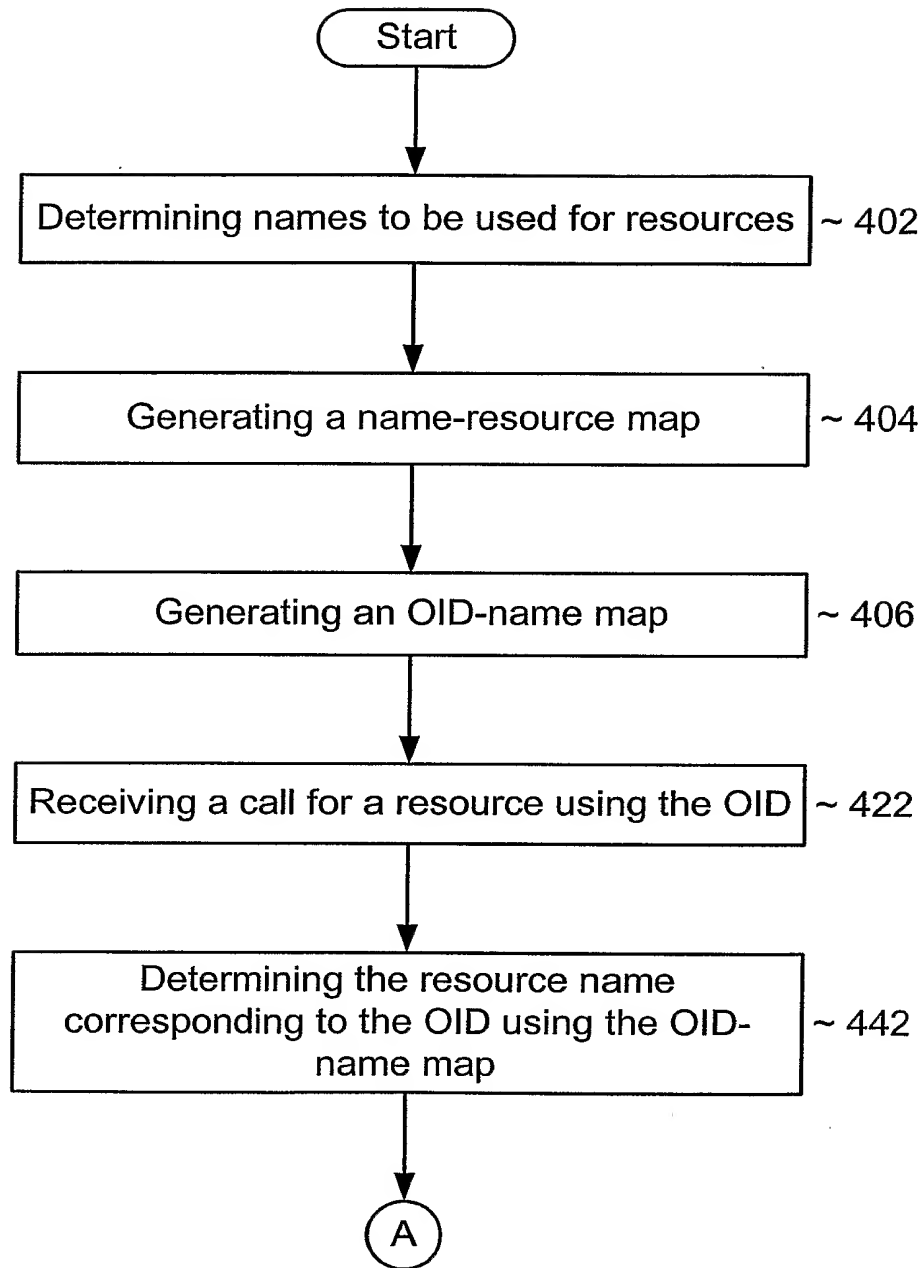 Start
Determining names to be used for resources ~ 402
Generating a name-resource map ~ 404
Generating an OID-name map ~ 406
Receiving a call for a resource using the OID ~ 422
Determining the resource name
corresponding to the OID using the OID- ~ 442
name map
A